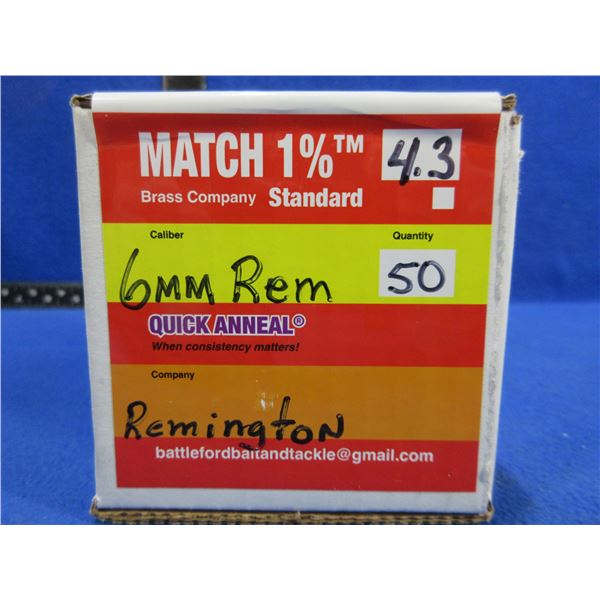 MATCH 1%™ 4.3
Brass Company Standard
Caliber Quantity
6MM Rem 50
QUICK ANNEAL®
When consistency matters!
Company
Remington
battlefordbaitandtackle@gmail.com